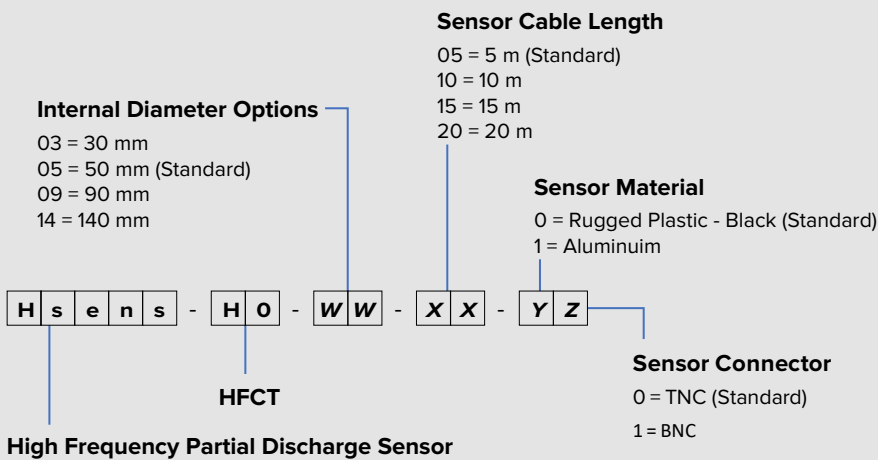 Sensor Cable Length
05 = 5 m (Standard)
10 = 10 m
15 = 15 m
20 = 20 m
Internal Diameter Options
03 = 30 mm
05 = 50 mm (Standard)
09 = 90 mm
14 = 140 mm
Sensor Material
0 = Rugged Plastic - Black (Standard)
1 = Aluminuim
H s e n s - H 0 - W W - X X - Y Z
HFCT
High Frequency Partial Discharge Sensor
Sensor Connector
0 = TNC (Standard)
1 = BNC